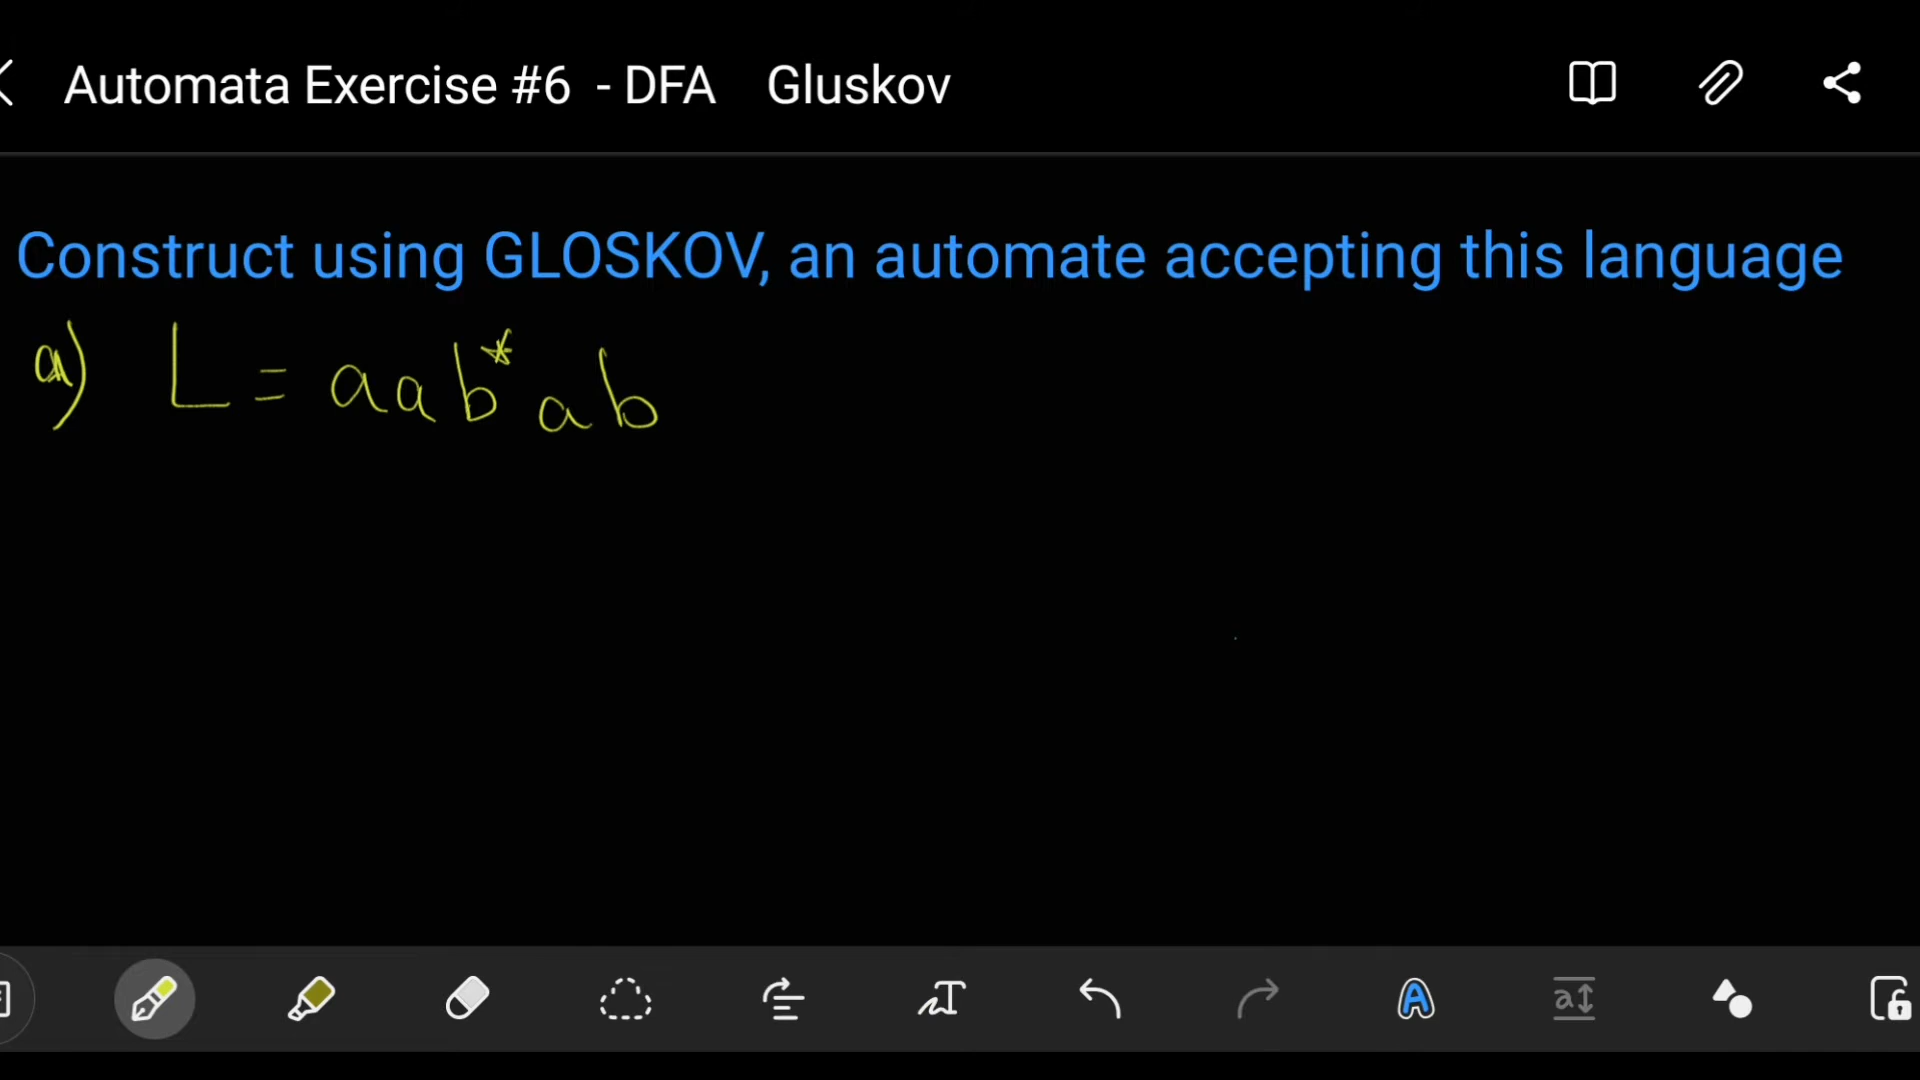 Automata Exercise #6 - DFA Gluskov
Construct using GLOSKOV, an automate accepting this language
a) L = aab* ab